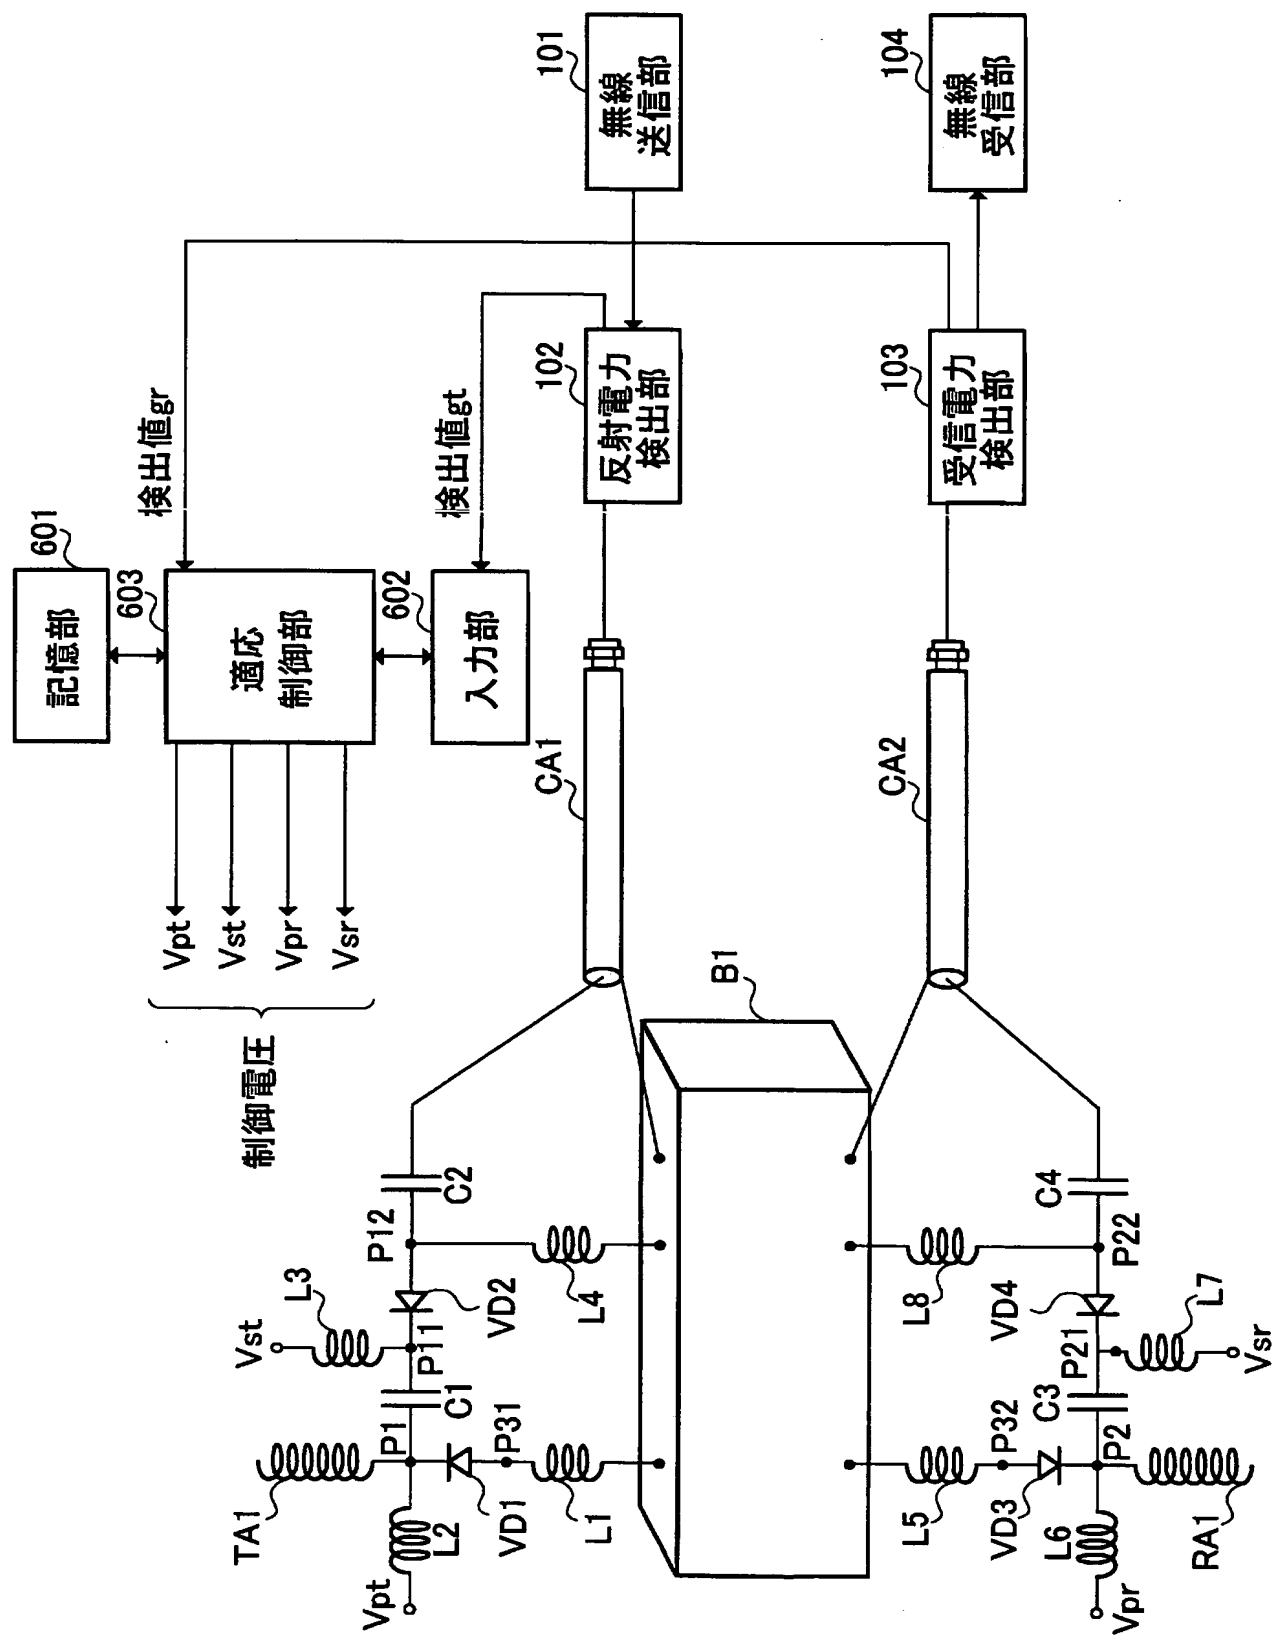 TA1
Vpt
L2
P1
VD1
P31
L1
C1
Vst
L3
P11
VD2
P12
L4
C2
制御電圧
Vpt
Vst
Vpr
Vsr
記憶部
601
適応
制御部
603
入力部
602
検出値gr
検出値gt
CA1
反射電力
検出部
102
無線
送信部
101
B1
CA2
受信電力
検出部
103
無線
受信部
104
L5
P32
VD3
L6
Vpr
P2
RA1
C3
P21
L7
Vsr
VD4
L8
P22
C4